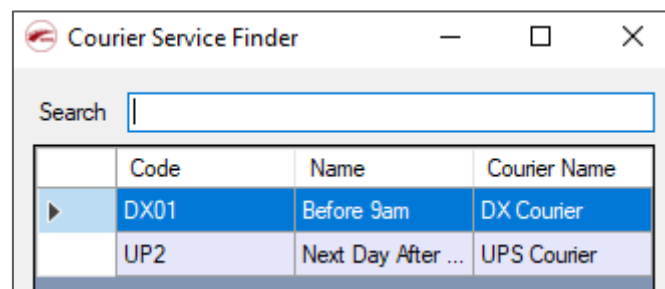 Courier Service Finder
Search
Code Name Courier Name
DX01 Before 9am DX Courier
UP2 Next Day After ... UPS Courier